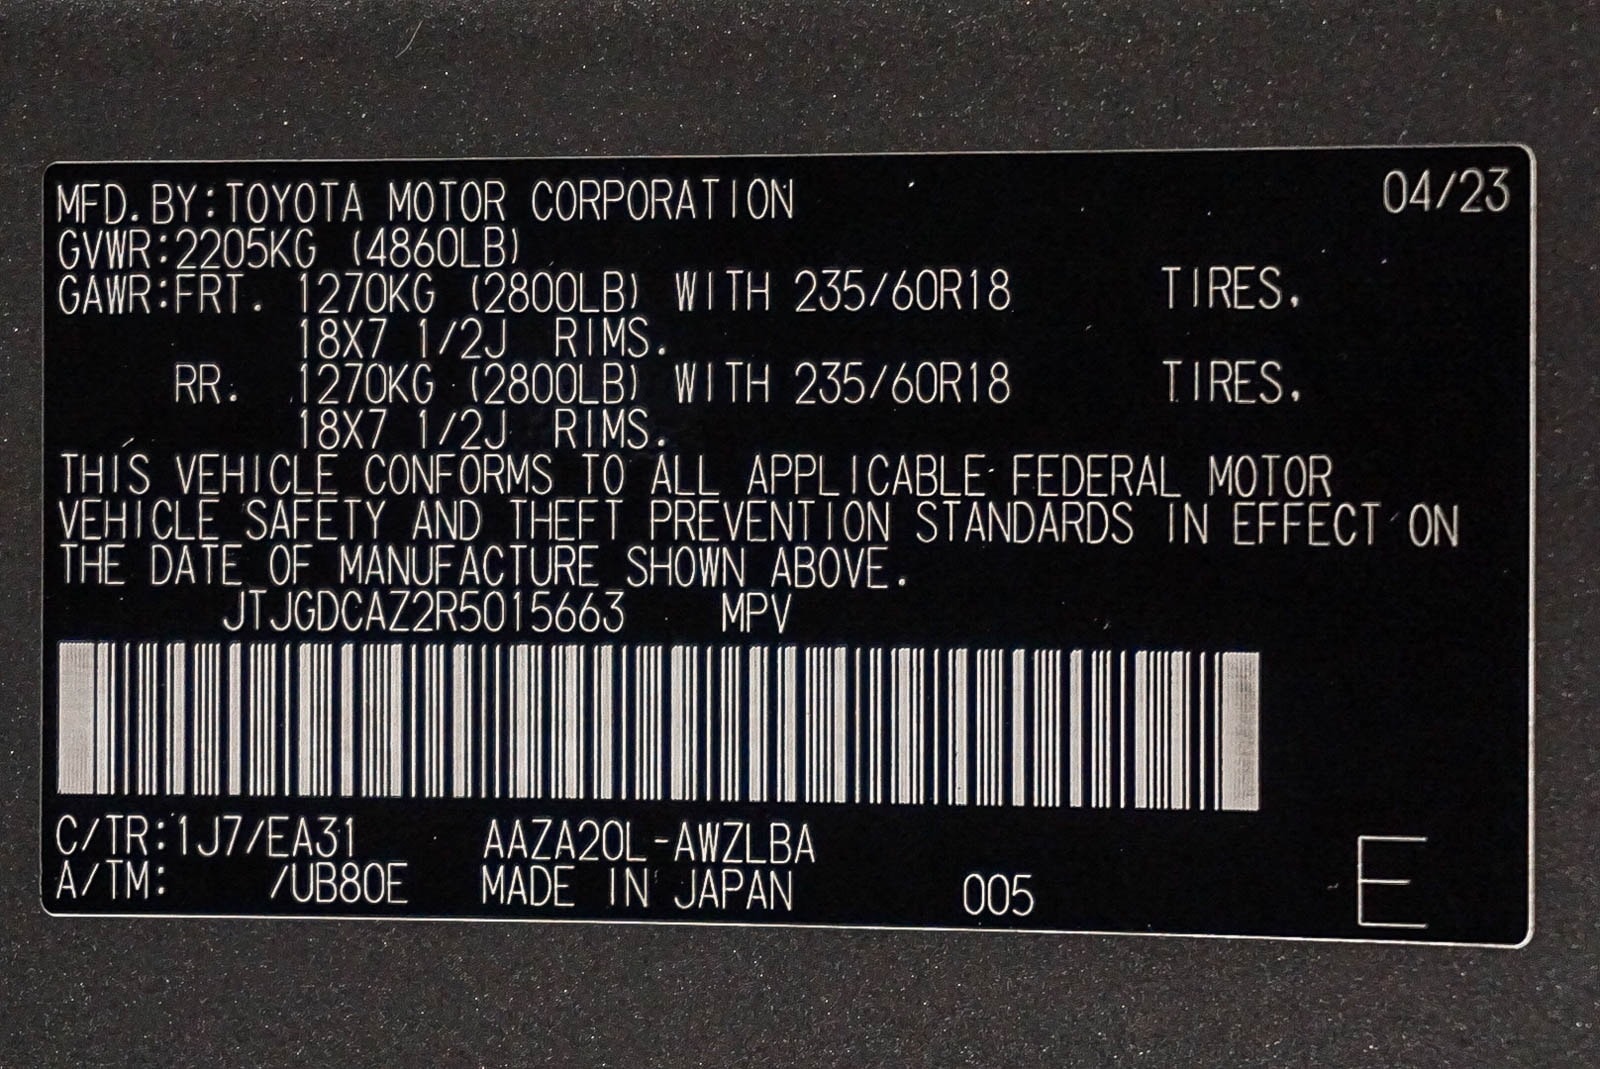 MFD.BY:TOYOTA MOTOR CORPORATION 04/23
GVWR:2205KG (4860LB)
GAWR:FRT. 1270KG (2800LB) WITH 235/60R18 TIRES,
18X7 1/2J RIMS.
RR. 1270KG (2800LB) WITH 235/60R18 TIRES,
18X7 1/2J RIMS.
THIS VEHICLE CONFORMS TO ALL APPLICABLE FEDERAL MOTOR
VEHICLE SAFETY AND THEFT PREVENTION STANDARDS IN EFFECT ON
THE DATE OF MANUFACTURE SHOWN ABOVE.
JTJGDCAZ2R5015663 MPV
C/TR:1J7/EA31 AAZA20L-AWZLBA
A/TM: /UB80E MADE IN JAPAN 005 E